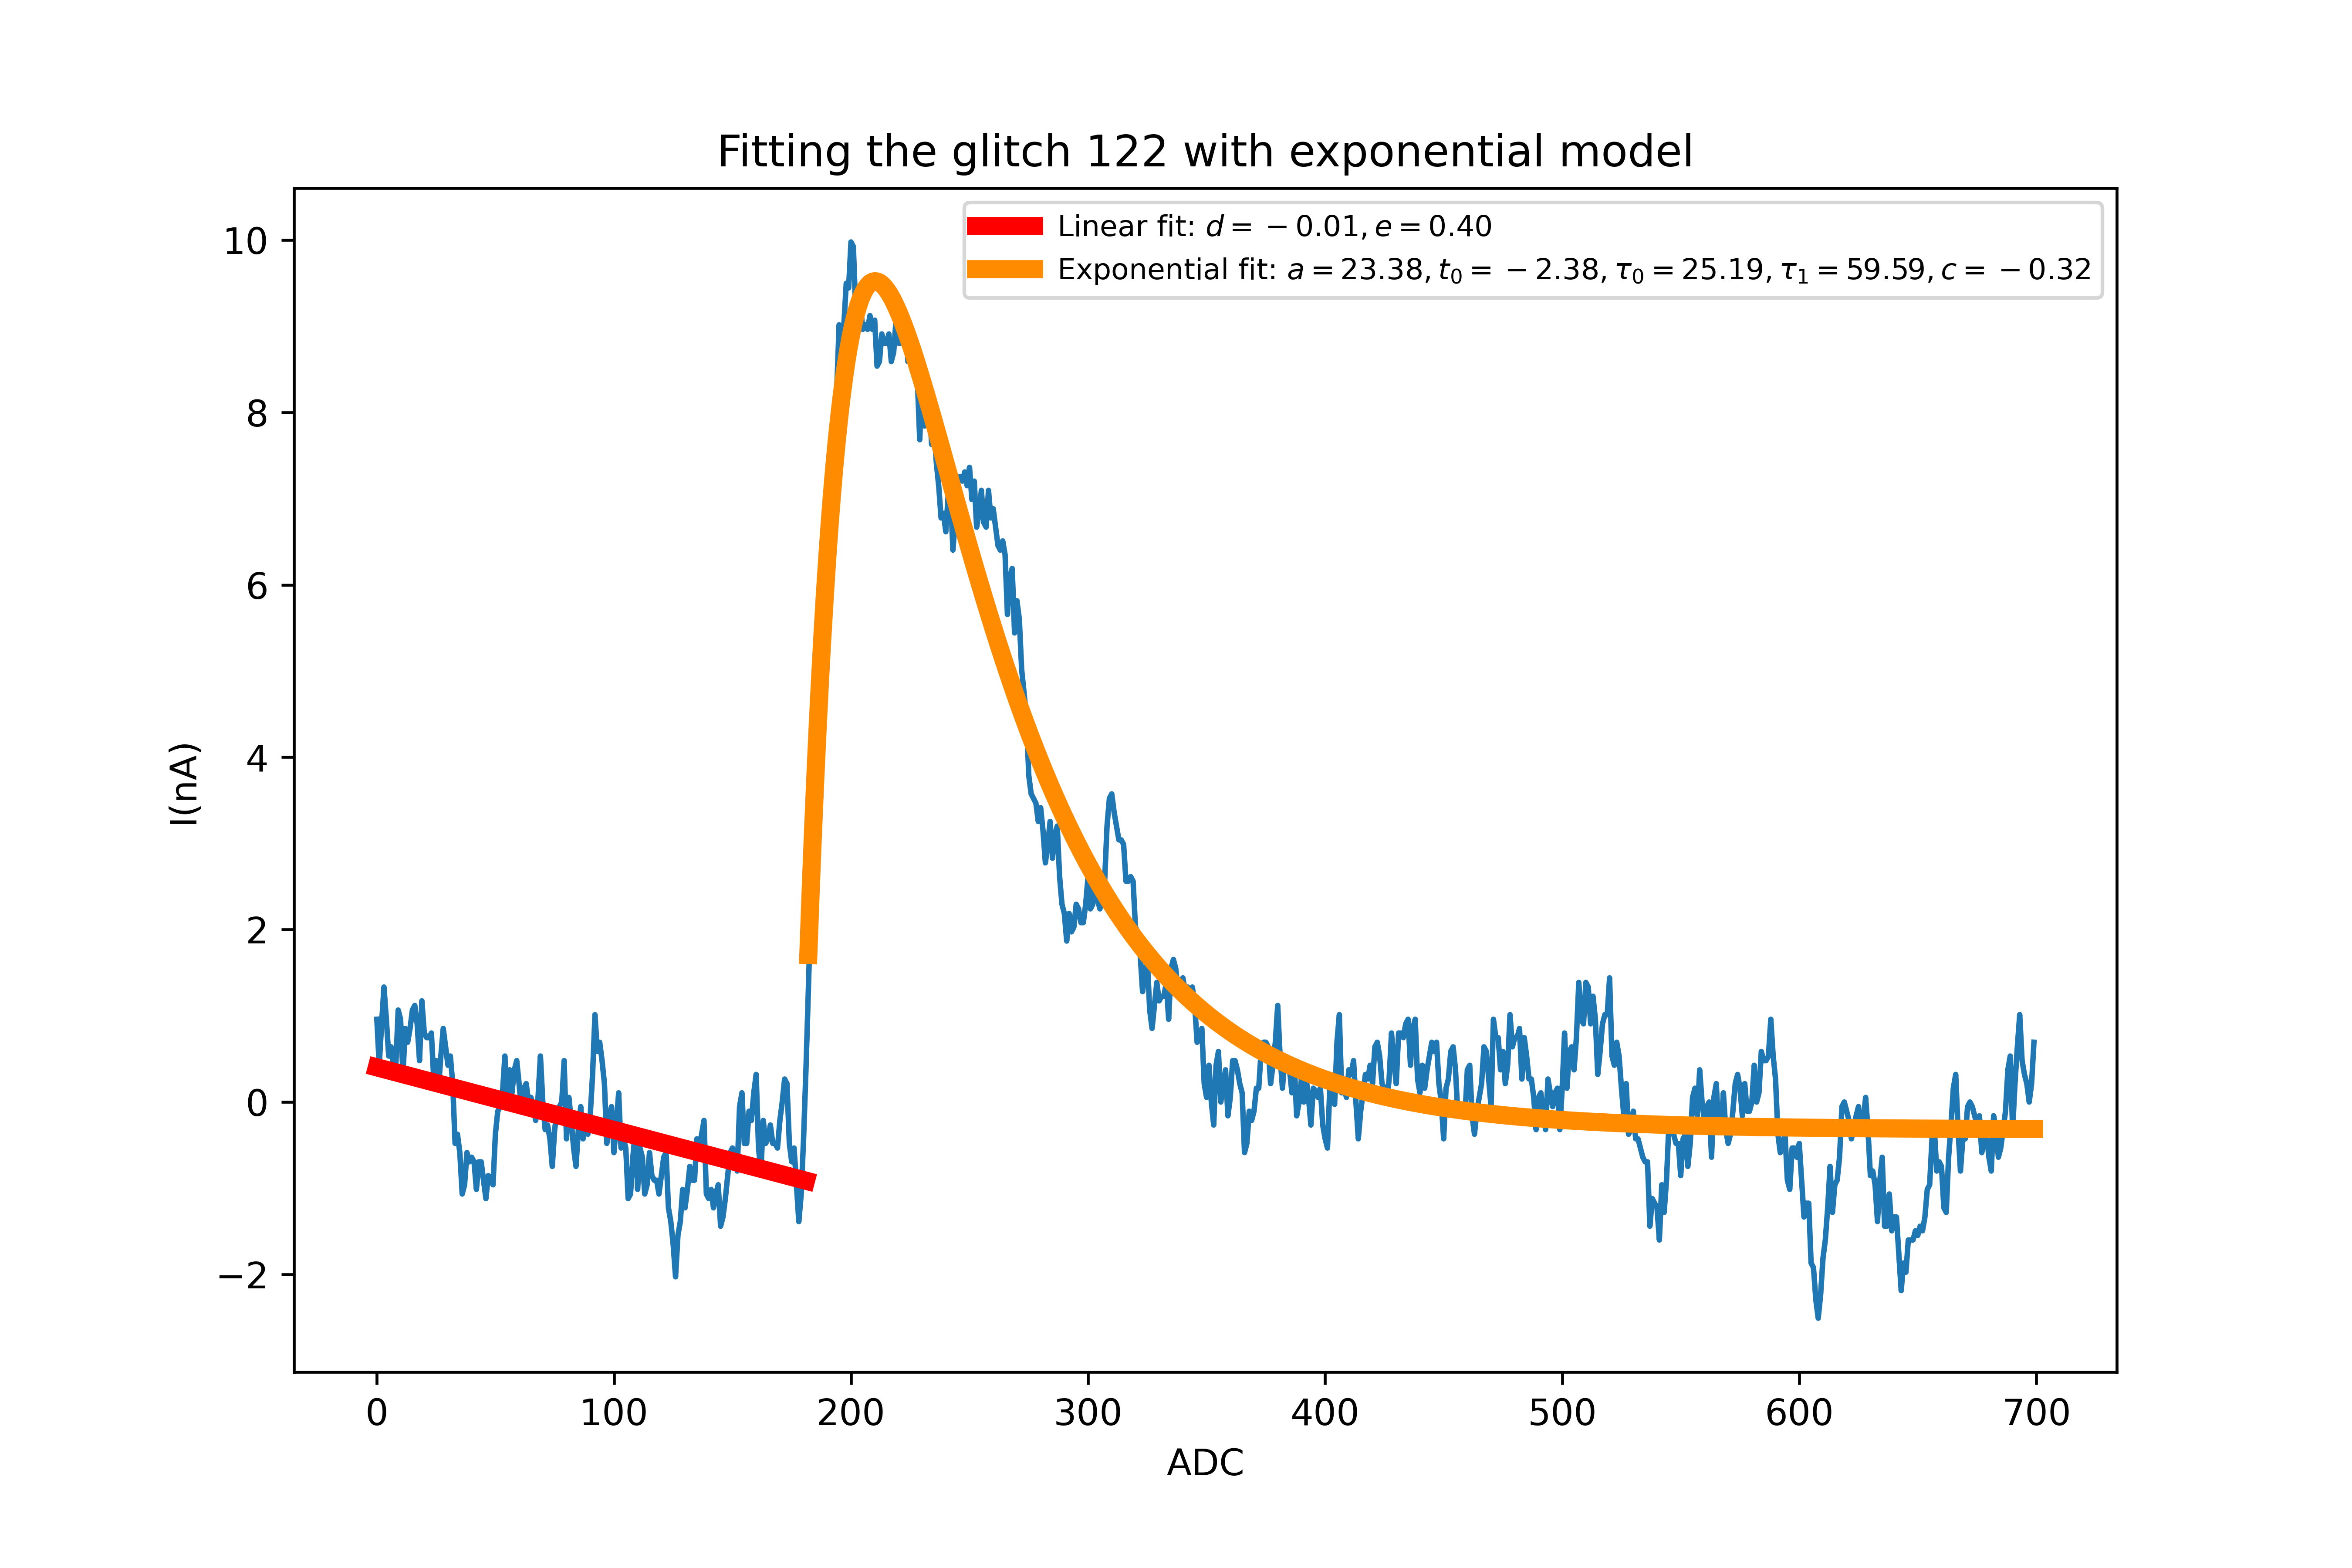 Fitting the glitch 122 with exponential model
Linear fit: d = −0.01, e = 0.40
Exponential fit: a = 23.38, t₀ = −2.38, τ₀ = 25.19, τ₁ = 59.59, c = −0.32
10
8
6
4
2
0
−2
I(nA)
0 100 200 300 400 500 600 700
ADC